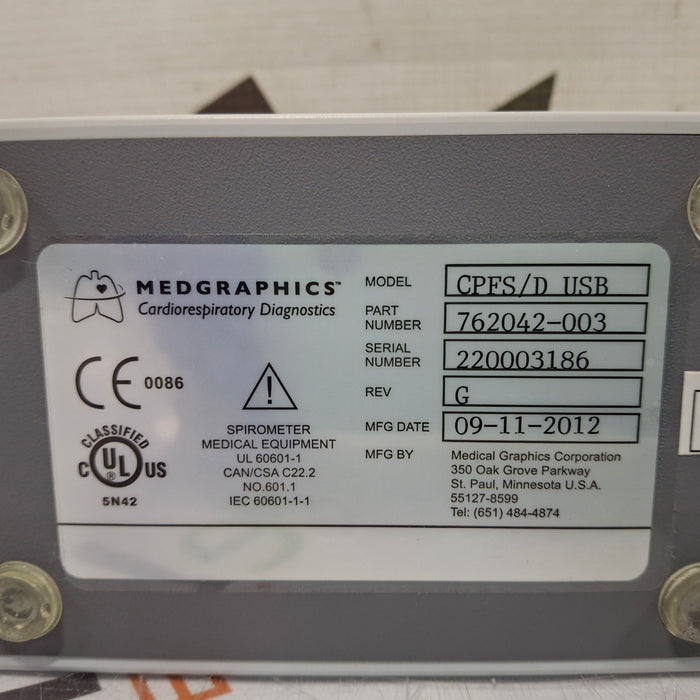 MEDGRAPHICS™
Cardiorespiratory Diagnostics
CE 0086
CLASSIFIED
C UL® US
5N42
SPIROMETER
MEDICAL EQUIPMENT
UL 60601-1
CAN/CSA C22.2
NO.601.1
IEC 60601-1-1
MODEL CPFS/D USB
PART NUMBER 762042-003
SERIAL NUMBER 220003186
REV G
MFG DATE 09-11-2012
MFG BY Medical Graphics Corporation
350 Oak Grove Parkway
St. Paul, Minnesota U.S.A.
55127-8599
Tel: (651) 484-4874